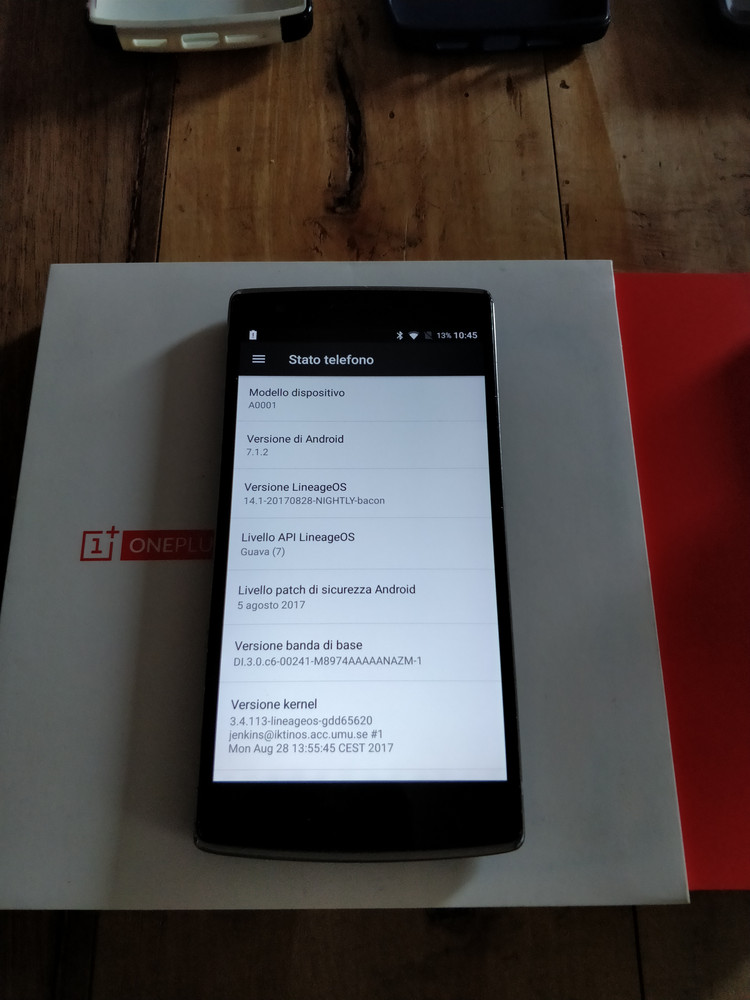 13% 10:45
Stato telefono
Modello dispositivo
A0001
Versione di Android
7.1.2
Versione LineageOS
14.1-20170828-NIGHTLY-bacon
Livello API LineageOS
Guava (7)
1+ ONEPLU
Livello patch di sicurezza Android
5 agosto 2017
Versione banda di base
DI.3.0.c6-00241-M8974AAAAANAZM-1
Versione kernel
3.4.113-lineageos-gdd65620
jenkins@iktinos.acc.umu.se #1
Mon Aug 28 13:55:45 CEST 2017